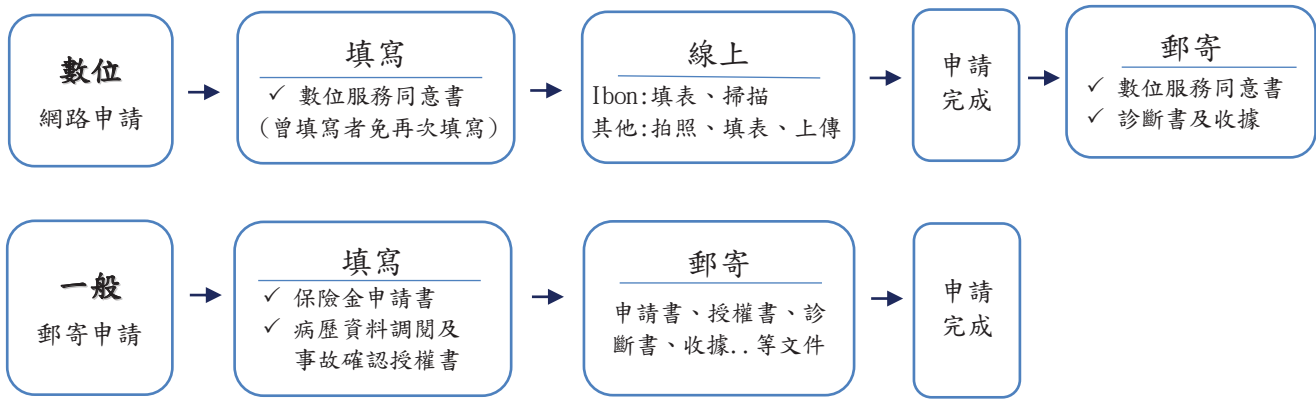 數位
網路申請
填寫
✓ 數位服務同意書
(曾填寫者免再次填寫)
線上
Ibon:填表、掃描
其他:拍照、填表、上傳
申請
完成
郵寄
✓ 數位服務同意書
✓ 診斷書及收據
一般
郵寄申請
填寫
✓ 保險金申請書
✓ 病歷資料調閱及
事故確認授權書
郵寄
申請書、授權書、診
斷書、收據..等文件
申請
完成